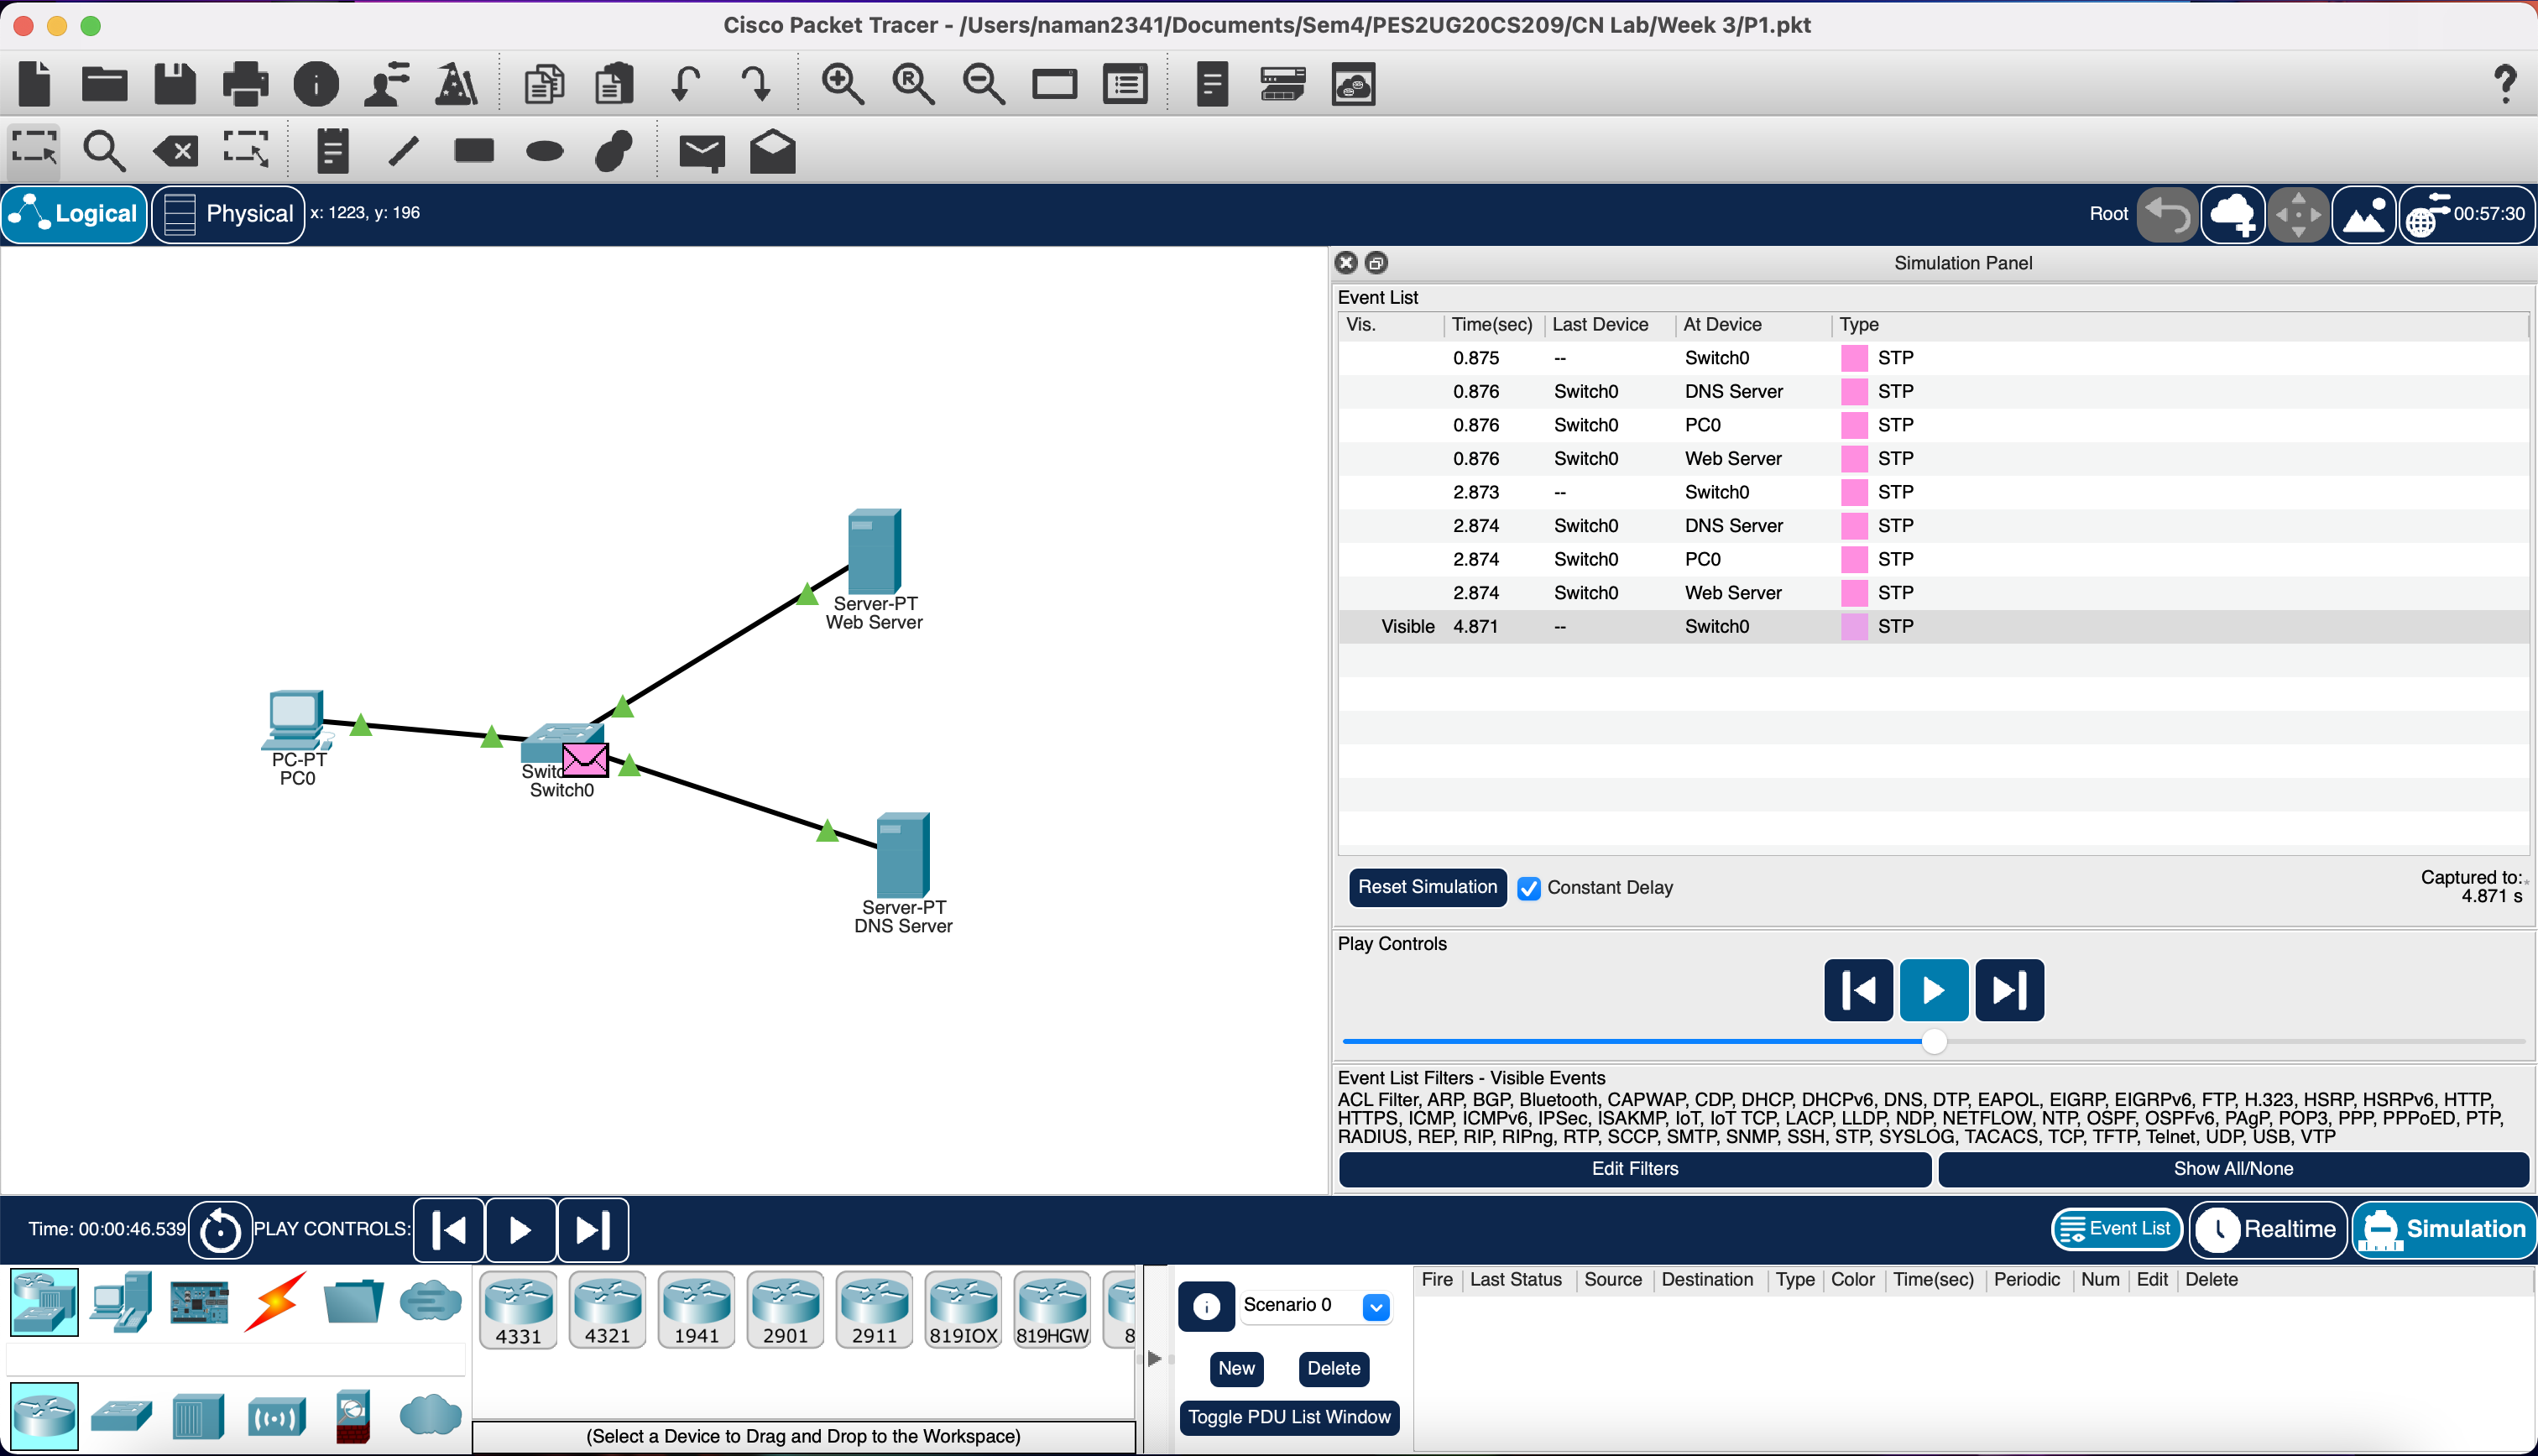 Cisco Packet Tracer - /Users/naman2341/Documents/Sem4/PES2UG20CS209/CN Lab/Week 3/P1.pkt
Logical Physical x: 1223, y: 196 Root 00:57:30
Server-PT
Web Server
PC-PT
PC0
Switc
Switch0
Server-PT
DNS Server
Simulation Panel
Event List
Vis. Time(sec) Last Device At Device Type
0.875 -- Switch0 STP
0.876 Switch0 DNS Server STP
0.876 Switch0 PC0 STP
0.876 Switch0 Web Server STP
2.873 -- Switch0 STP
2.874 Switch0 DNS Server STP
2.874 Switch0 PC0 STP
2.874 Switch0 Web Server STP
Visible 4.871 -- Switch0 STP
Reset Simulation Constant Delay Captured to:
4.871 s
Play Controls
Event List Filters - Visible Events
ACL Filter, ARP, BGP, Bluetooth, CAPWAP, CDP, DHCP, DHCPv6, DNS, DTP, EAPOL, EIGRP, EIGRPv6, FTP, H.323, HSRP, HSRPv6, HTTP,
HTTPS, ICMP, ICMPv6, IPSec, ISAKMP, IoT, IoT TCP, LACP, LLDP, NDP, NETFLOW, NTP, OSPF, OSPFv6, PAgP, POP3, PPP, PPPoED, PTP,
RADIUS, REP, RIP, RIPng, RTP, SCCP, SMTP, SNMP, SSH, STP, SYSLOG, TACACS, TCP, TFTP, Telnet, UDP, USB, VTP
Edit Filters Show All/None
Time: 00:00:46.539 PLAY CONTROLS: Event List Realtime Simulation
4331 4321 1941 2901 2911 819IOX 819HGW 8
(Select a Device to Drag and Drop to the Workspace)
Scenario 0
New Delete
Toggle PDU List Window
Fire Last Status Source Destination Type Color Time(sec) Periodic Num Edit Delete